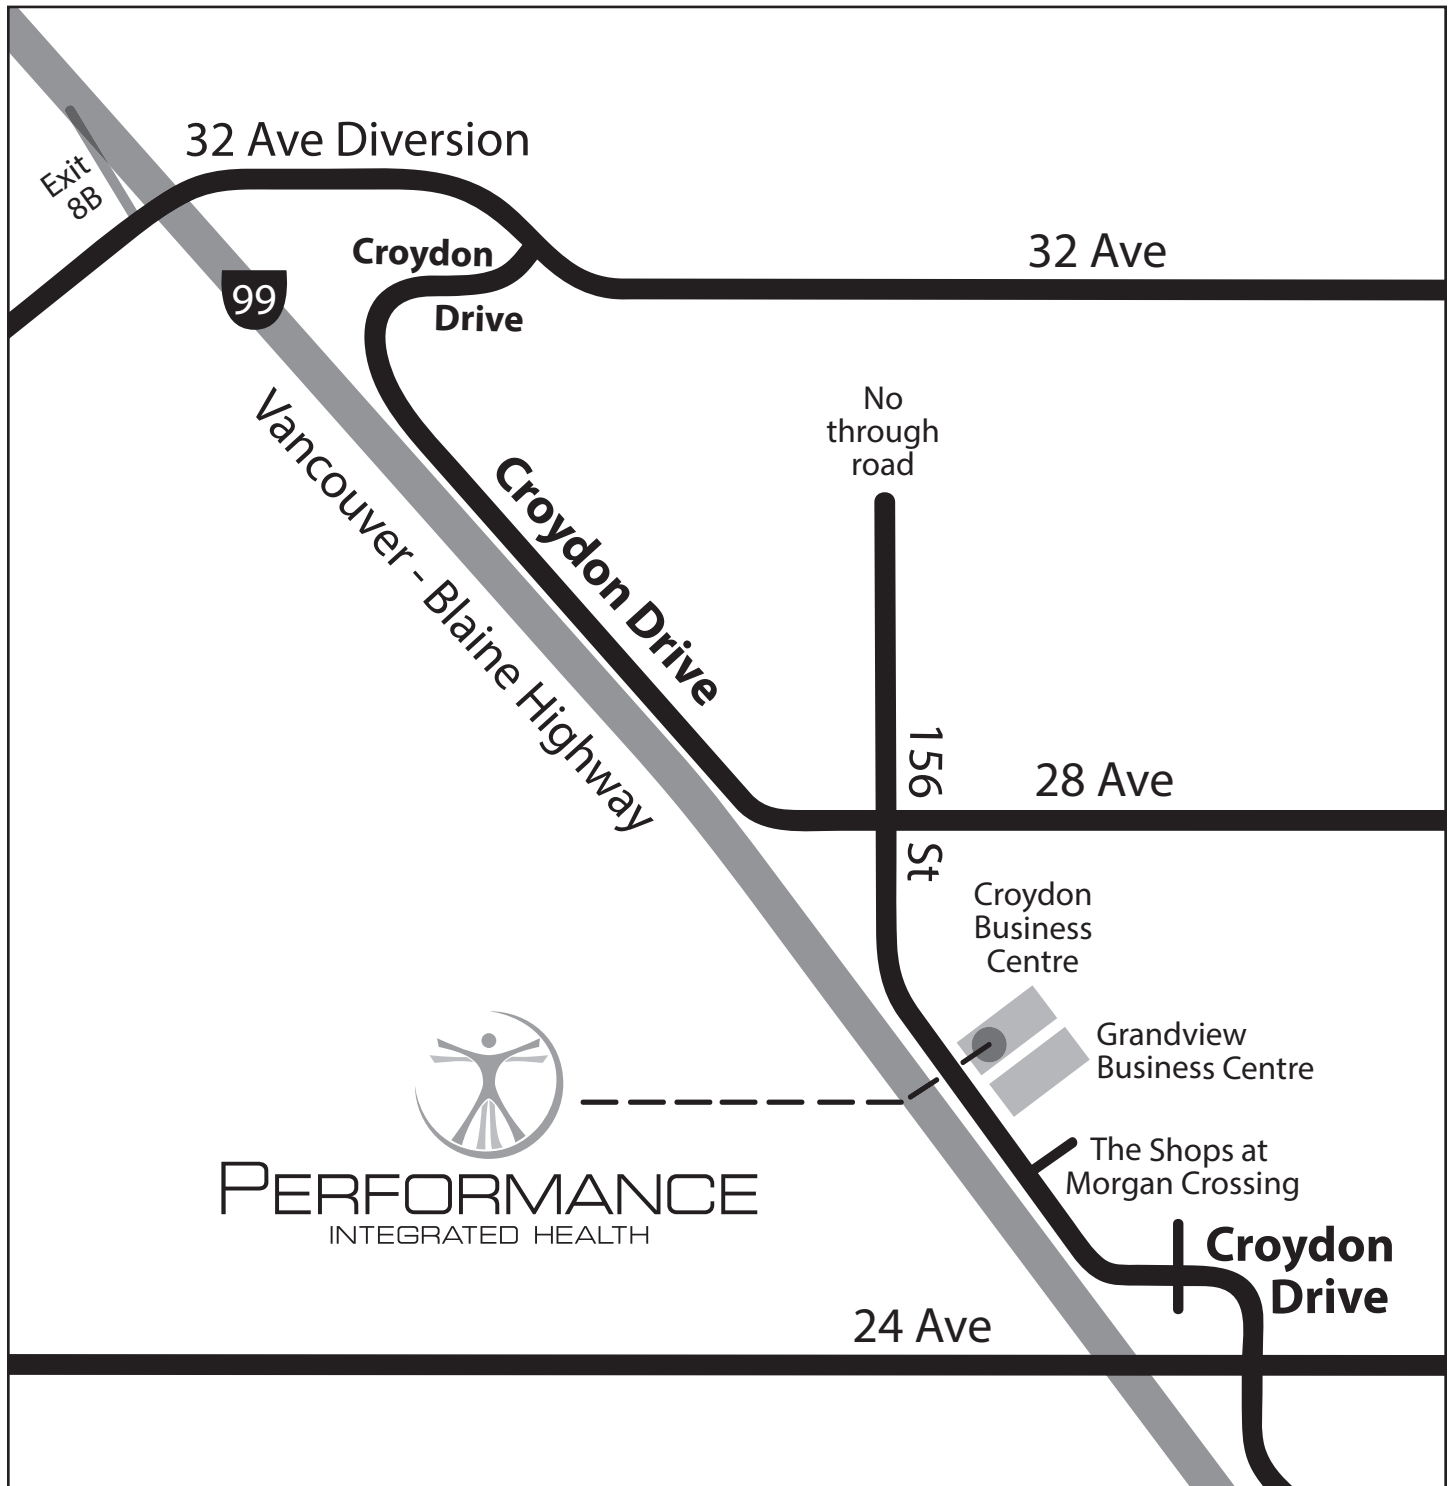 32 Ave Diversion
Exit
8B
Croydon
Drive
32 Ave
99
Vancouver - Blaine Highway
Croydon Drive
No
through
road
156 St
28 Ave
Croydon
Business
Centre
Grandview
Business Centre
The Shops at
Morgan Crossing
PERFORMANCE
INTEGRATED HEALTH
Croydon
Drive
24 Ave